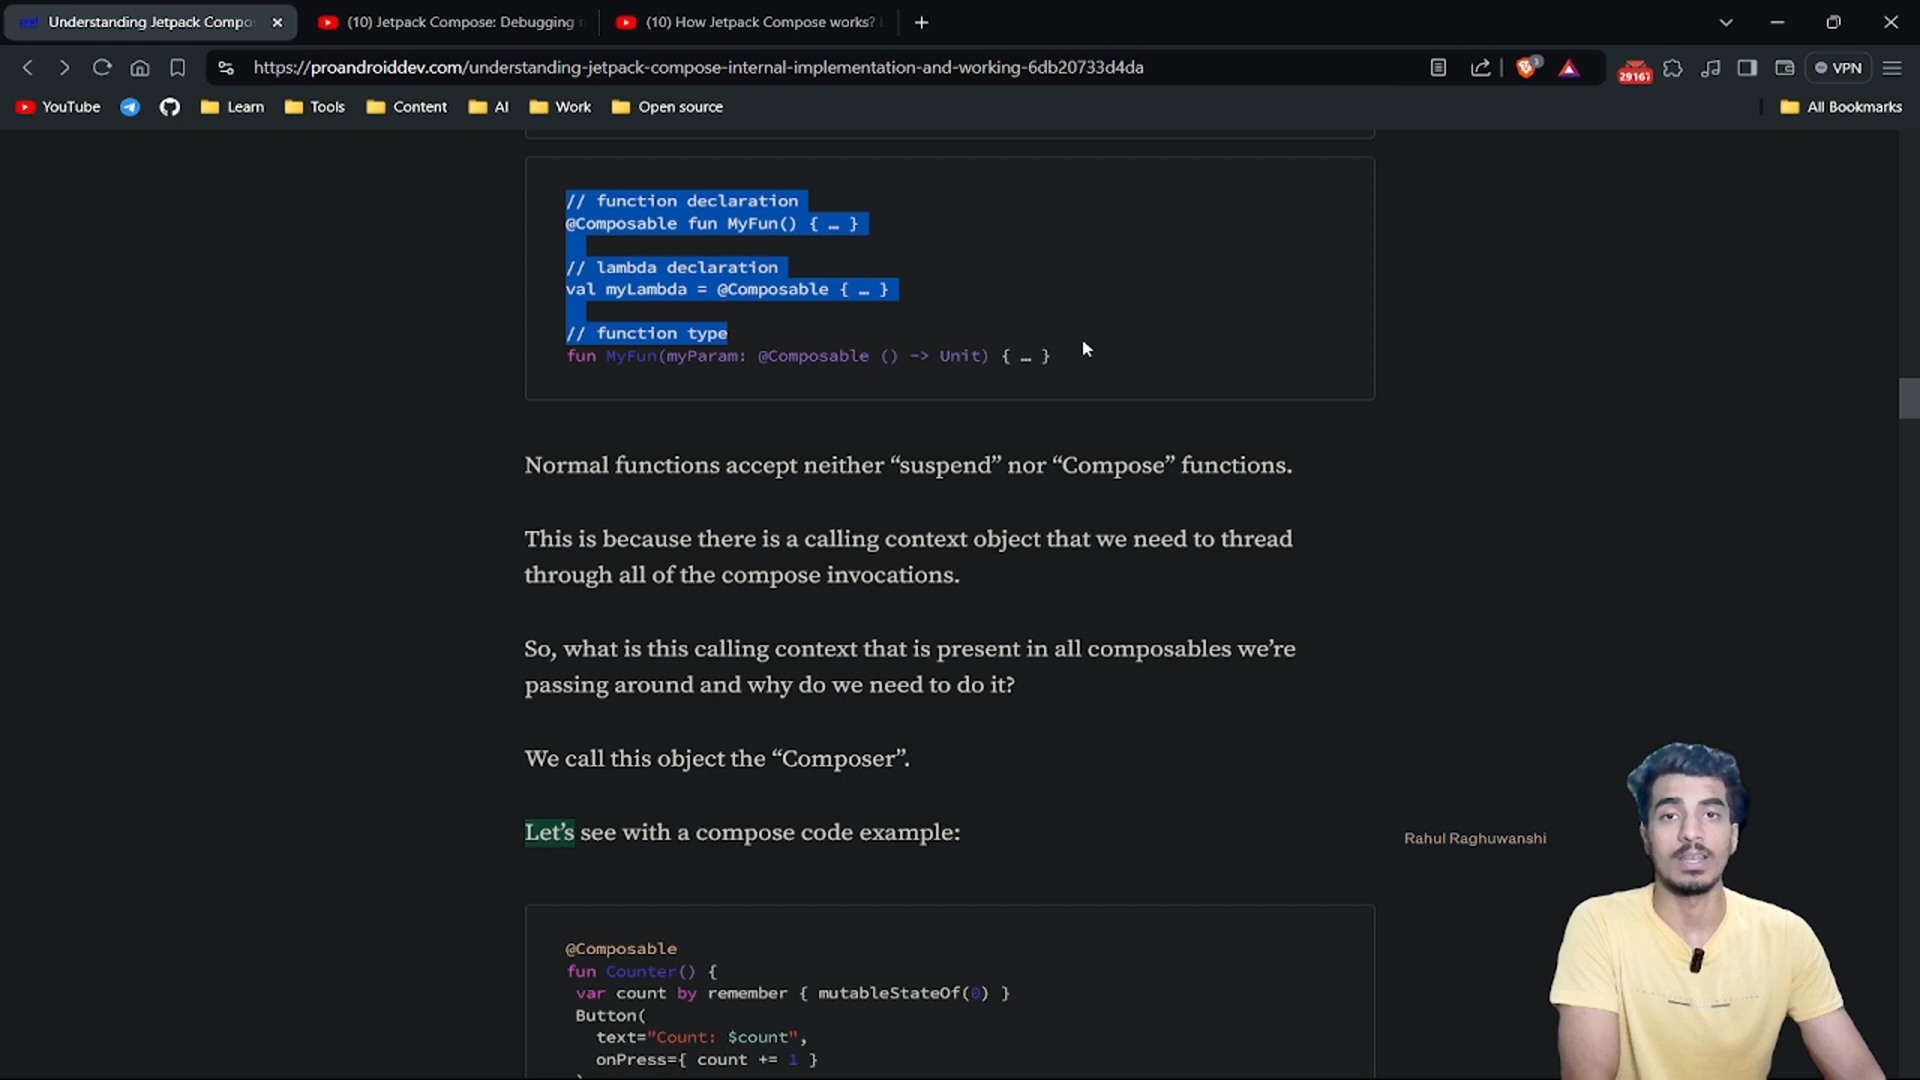 Understanding Jetpack Compo
(10) Jetpack Compose: Debugging r
(10) How Jetpack Compose works?
https://proandroiddev.com/understanding-jetpack-compose-internal-implementation-and-working-6db20733d4da
3
29167
VPN
YouTube
Learn
Tools
Content
AI
Work
Open source
All Bookmarks
// function declaration
@Composable fun MyFun() { … }
// lambda declaration
val myLambda = @Composable { … }
// function type
fun MyFun(myParam: @Composable () -> Unit) { … }
Normal functions accept neither “suspend” nor “Compose” functions.
This is because there is a calling context object that we need to thread
through all of the compose invocations.
So, what is this calling context that is present in all composables we’re
passing around and why do we need to do it?
We call this object the “Composer”.
Let’s see with a compose code example:
Rahul Raghuwanshi
@Composable
fun Counter() {
var count by remember { mutableStateOf(0) }
Button(
text="Count: $count",
onPress={ count += 1 }